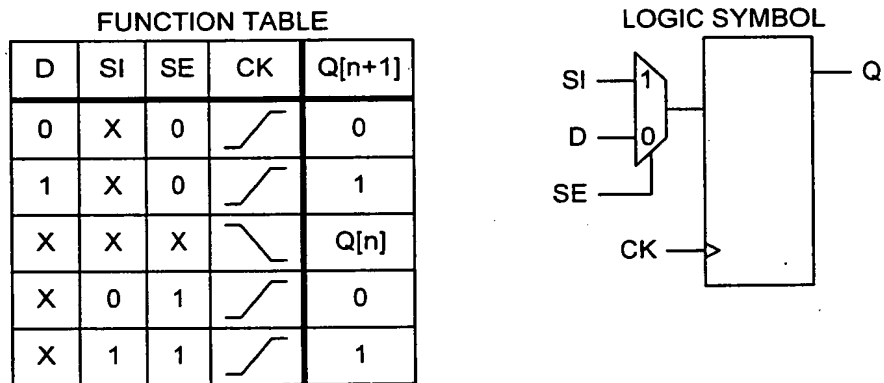 FUNCTION TABLE
D SI SE CK Q[n+1]
0 X 0 0
1 X 0 1
X X X Q[n]
X 0 1 0
X 1 1 1
LOGIC SYMBOL
SI 1 Q
D 0
SE
CK